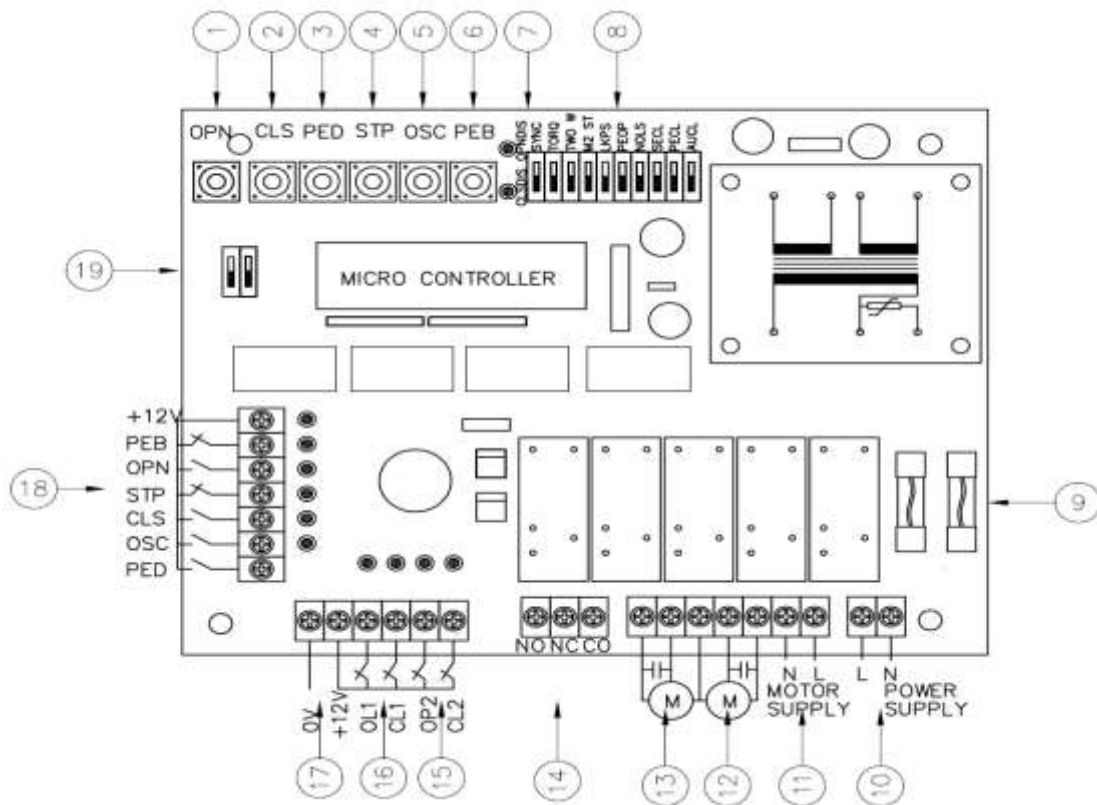 1 2 3 4 5 6 7 8
OPN CLS PED STP OSC PEB
CLSDIS OPNDIS
SYNC
TORQ
TWO W
M2 ST
LKPS
PEOP
NOLS
SECL
PECL
AUCL
19
MICRO CONTROLLER
+12V
PEB
OPN
18
STP
CLS
OSC
PED
9
NO NC CO
N L
L N
M M
MOTOR
SUPPLY
POWER
SUPPLY
0V
+12V
OL1
CL1
OP2
CL2
17 16 15 14 13 12 11 10